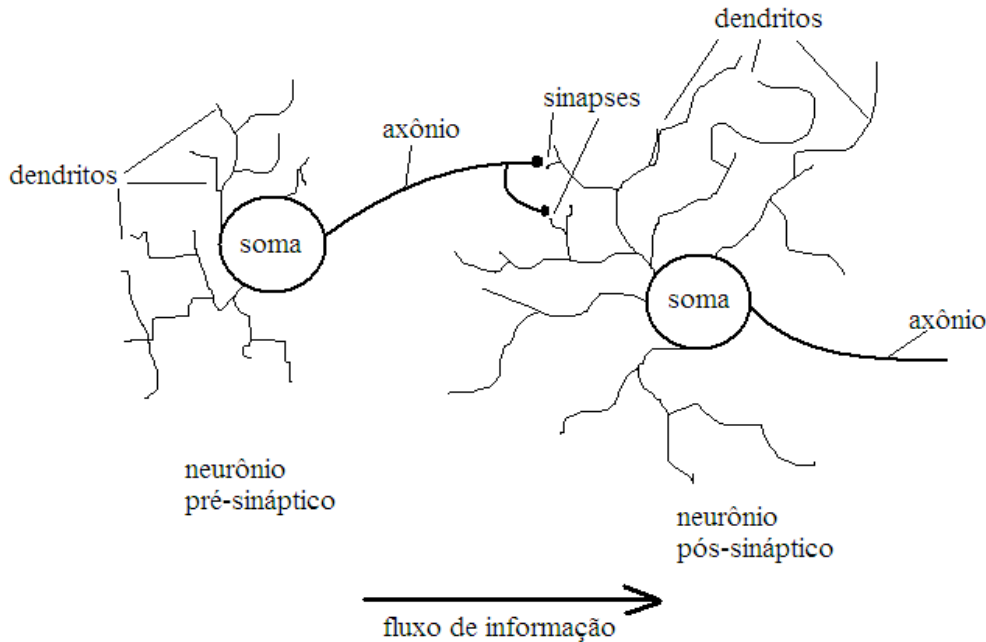 dendritos
sinapses
axônio
dendritos
soma
soma
axônio
neurônio
pré-sináptico
neurônio
pós-sináptico
fluxo de informação